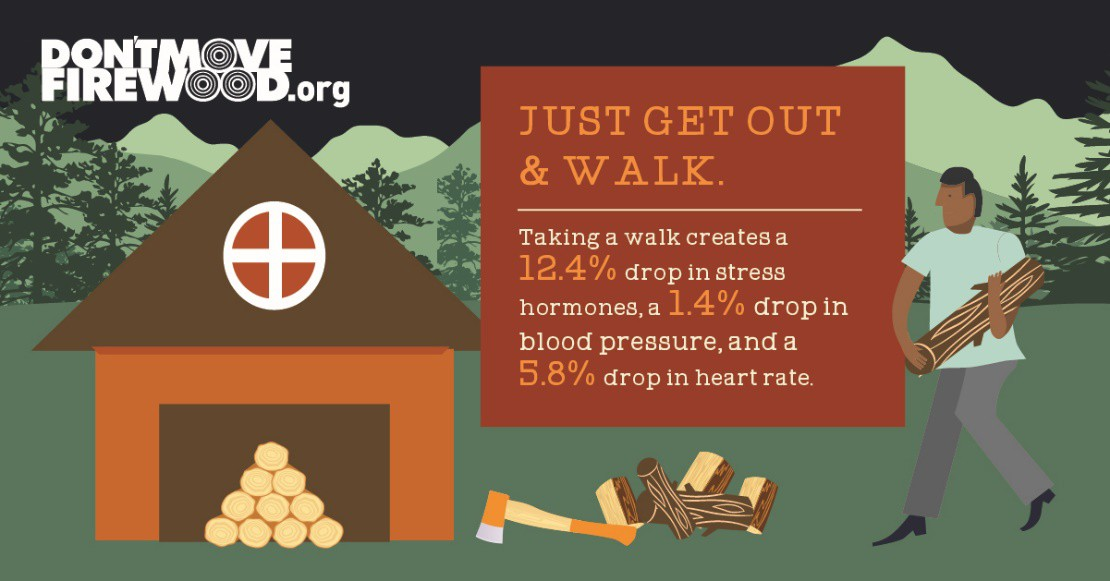 DON'T MOVE
FIREWOOD.org
JUST GET OUT
& WALK.
Taking a walk creates a
12.4% drop in stress
hormones, a 1.4% drop in
blood pressure, and a
5.8% drop in heart rate.